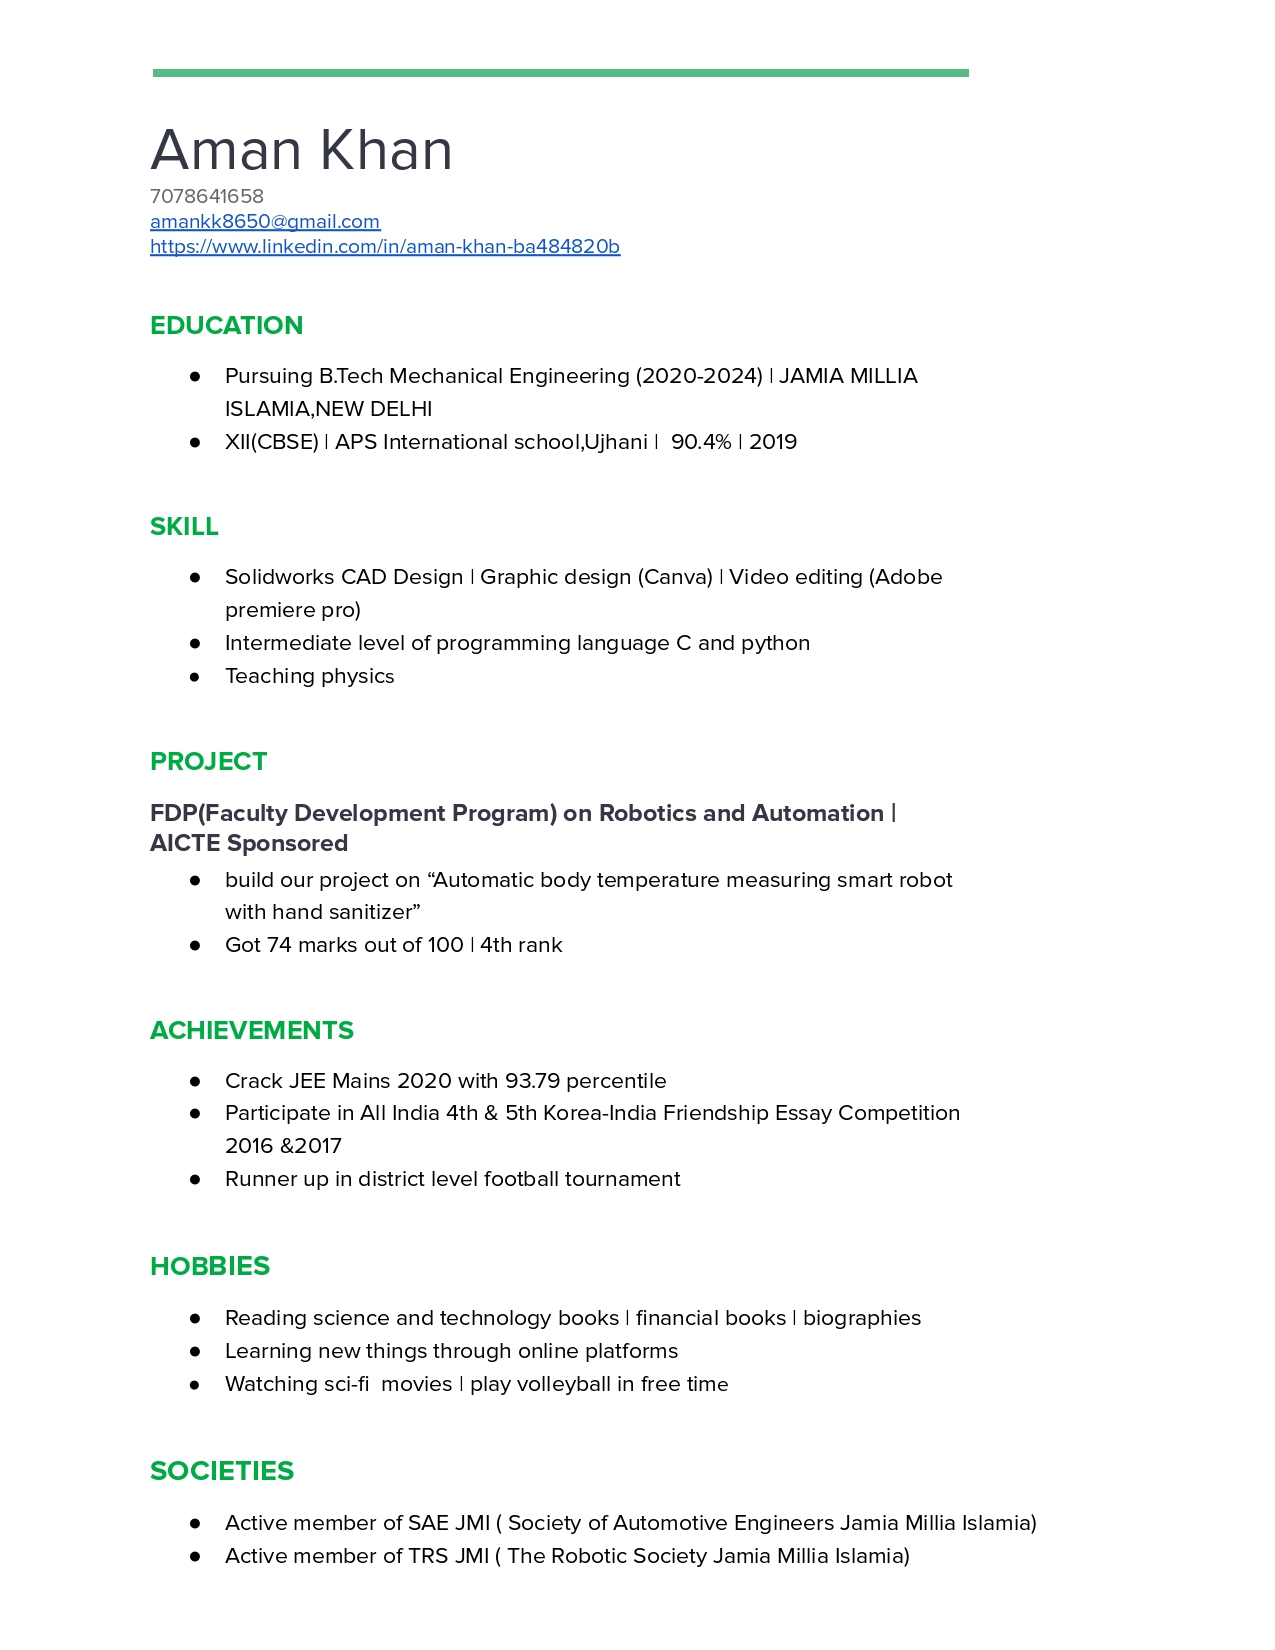 Aman Khan
7078641658
amankk8650@gmail.com
https://www.linkedin.com/in/aman-khan-ba484820b
EDUCATION
● Pursuing B.Tech Mechanical Engineering (2020-2024) | JAMIA MILLIA
ISLAMIA,NEW DELHI
● XII(CBSE) | APS International school,Ujhani |  90.4% | 2019
SKILL
● Solidworks CAD Design | Graphic design (Canva) | Video editing (Adobe
premiere pro)
● Intermediate level of programming language C and python
● Teaching physics
PROJECT
FDP(Faculty Development Program) on Robotics and Automation |
AICTE Sponsored
● build our project on “Automatic body temperature measuring smart robot
with hand sanitizer”
● Got 74 marks out of 100 | 4th rank
ACHIEVEMENTS
● Crack JEE Mains 2020 with 93.79 percentile
● Participate in All India 4th & 5th Korea-India Friendship Essay Competition
2016 &2017
● Runner up in district level football tournament
HOBBIES
● Reading science and technology books | financial books | biographies
● Learning new things through online platforms
● Watching sci-fi  movies | play volleyball in free time
SOCIETIES
● Active member of SAE JMI ( Society of Automotive Engineers Jamia Millia Islamia)
● Active member of TRS JMI ( The Robotic Society Jamia Millia Islamia)